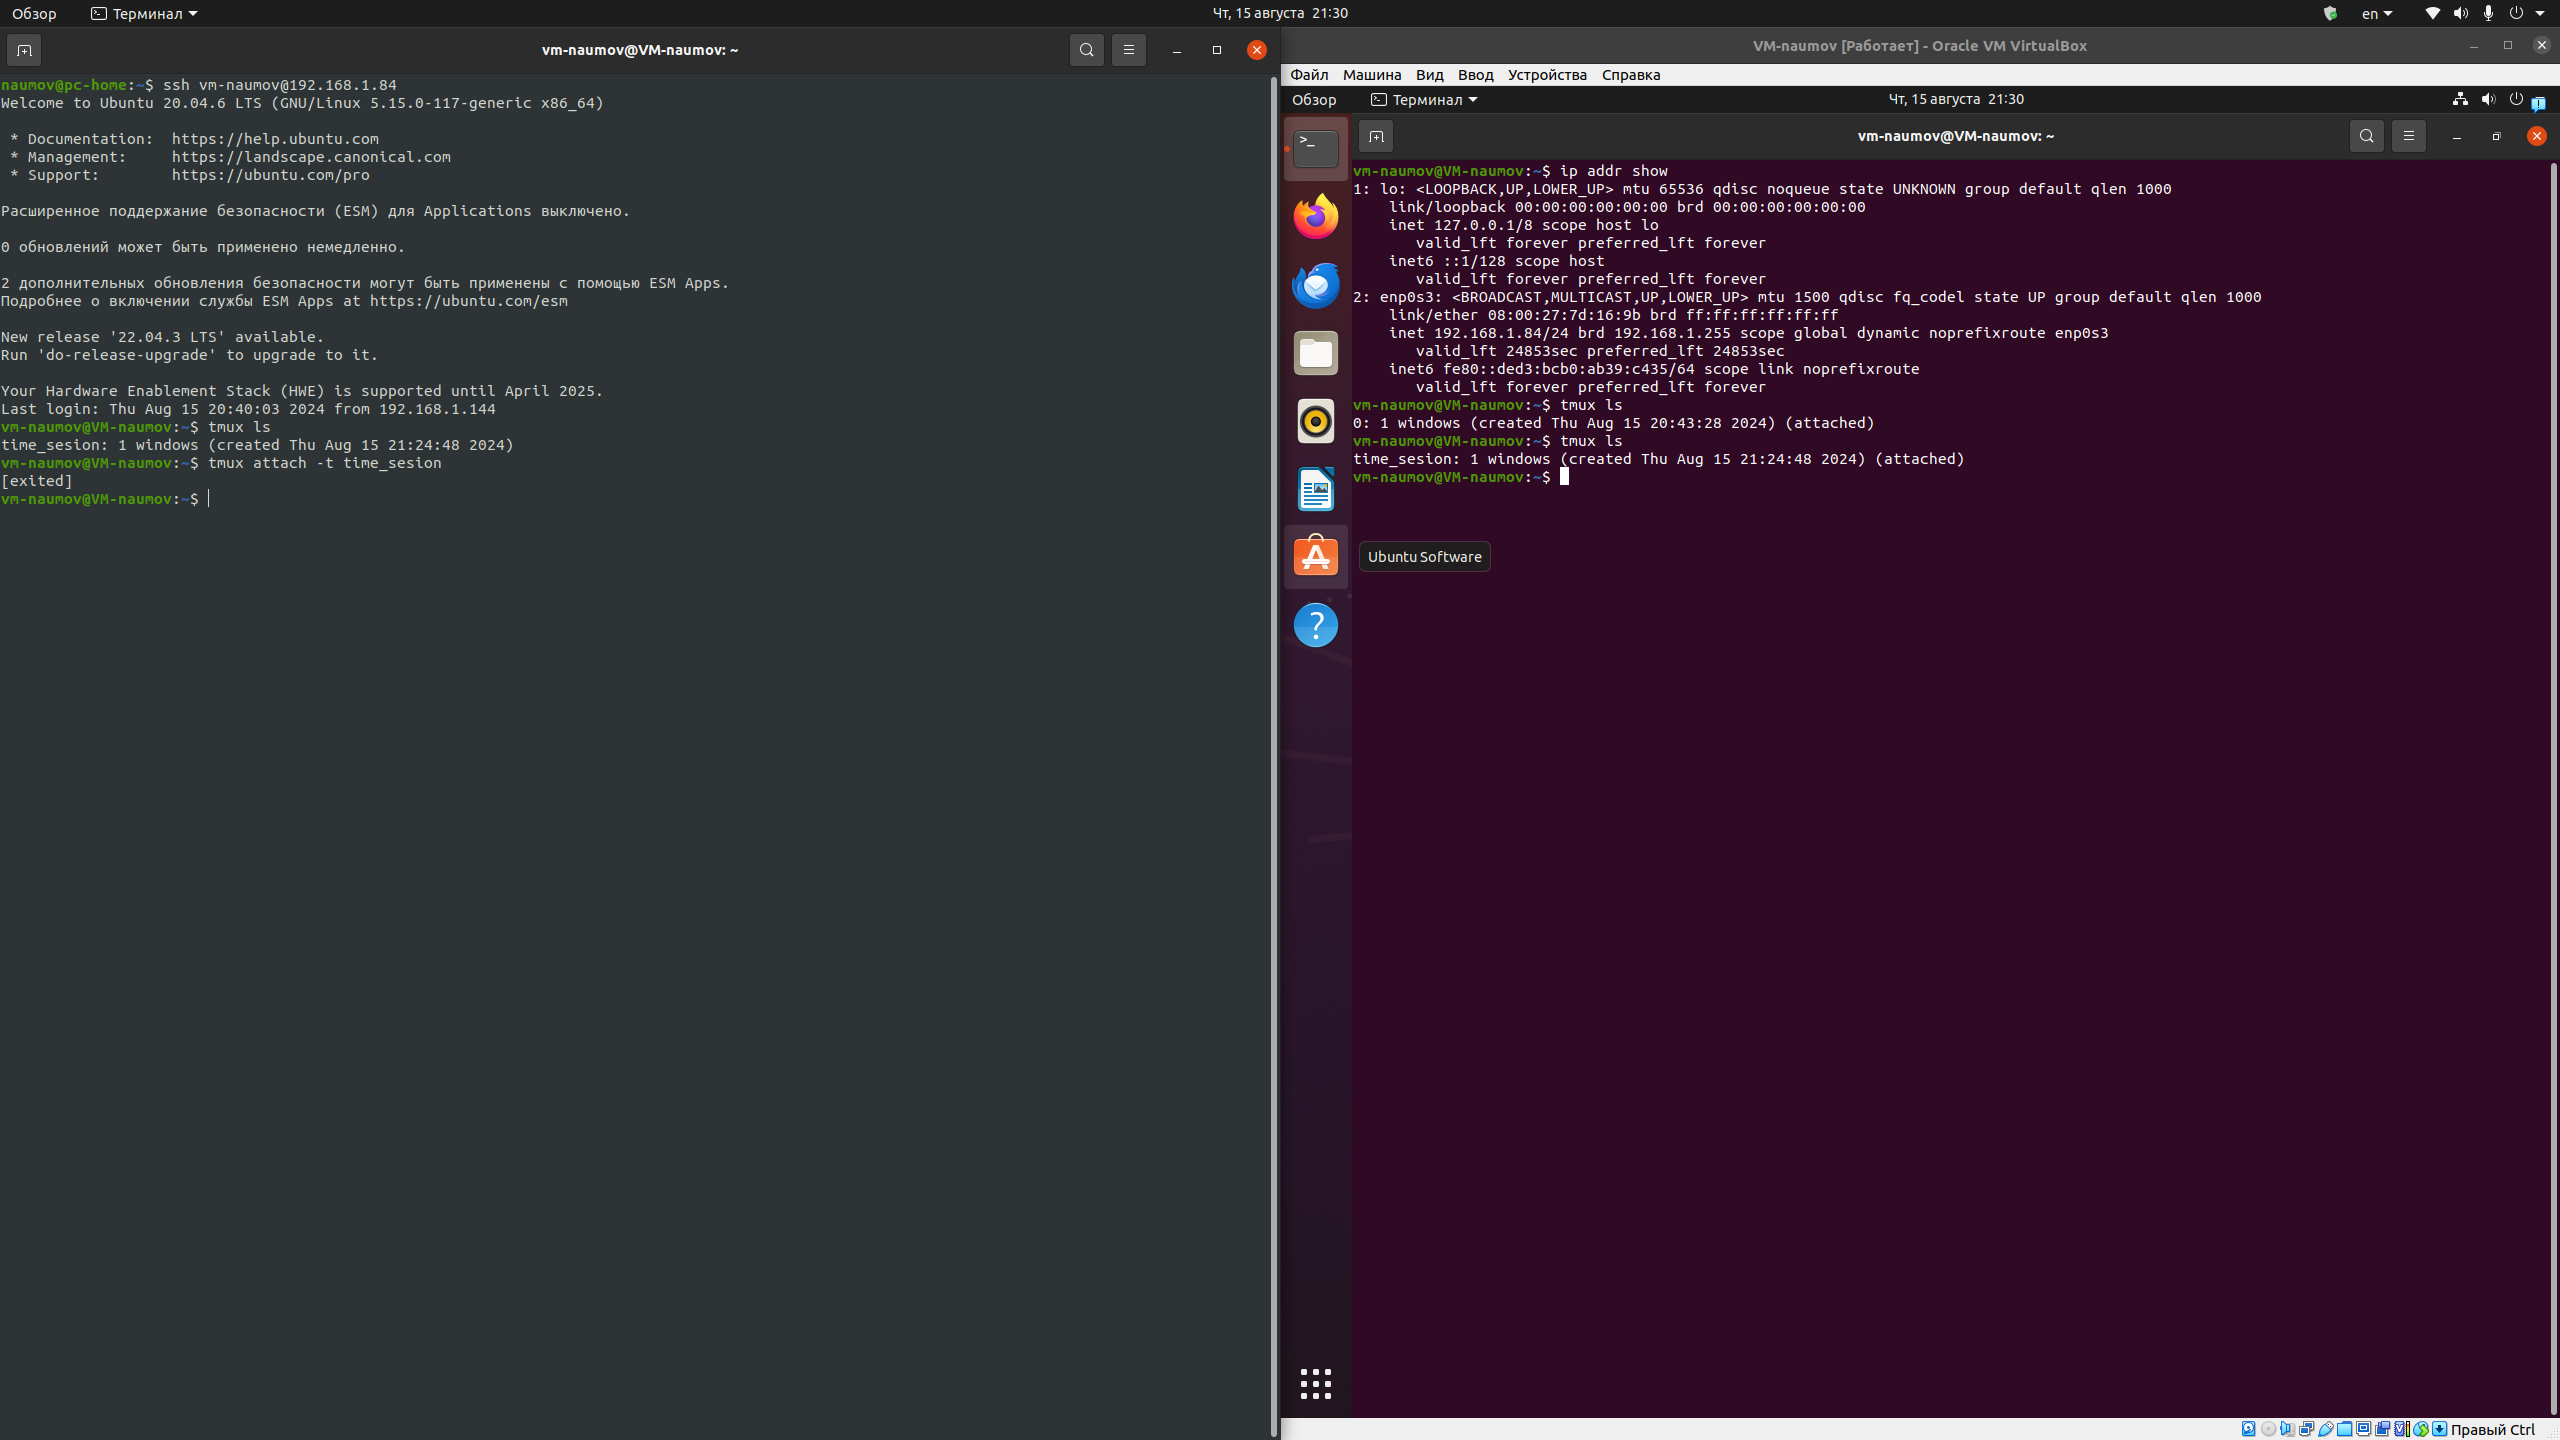 Обзор
Терминал
Чт, 15 августа 21:30
en
vm-naumov@VM-naumov: ~
naumov@pc-home:~$ ssh vm-naumov@192.168.1.84
Welcome to Ubuntu 20.04.6 LTS (GNU/Linux 5.15.0-117-generic x86_64)
* Documentation:  https://help.ubuntu.com
* Management:     https://landscape.canonical.com
* Support:        https://ubuntu.com/pro
Расширенное поддержание безопасности (ESM) для Applications выключено.
0 обновлений может быть применено немедленно.
2 дополнительных обновления безопасности могут быть применены с помощью ESM Apps.
Подробнее о включении службы ESM Apps at https://ubuntu.com/esm
New release '22.04.3 LTS' available.
Run 'do-release-upgrade' to upgrade to it.
Your Hardware Enablement Stack (HWE) is supported until April 2025.
Last login: Thu Aug 15 20:40:03 2024 from 192.168.1.144
vm-naumov@VM-naumov:~$ tmux ls
time_sesion: 1 windows (created Thu Aug 15 21:24:48 2024)
vm-naumov@VM-naumov:~$ tmux attach -t time_sesion
[exited]
vm-naumov@VM-naumov:~$
VM-naumov [Работает] - Oracle VM VirtualBox
Файл Машина Вид Ввод Устройства Справка
Обзор
Терминал
Чт, 15 августа 21:30
vm-naumov@VM-naumov: ~
vm-naumov@VM-naumov:~$ ip addr show
1: lo: <LOOPBACK,UP,LOWER_UP> mtu 65536 qdisc noqueue state UNKNOWN group default qlen 1000
link/loopback 00:00:00:00:00:00 brd 00:00:00:00:00:00
inet 127.0.0.1/8 scope host lo
valid_lft forever preferred_lft forever
inet6 ::1/128 scope host
valid_lft forever preferred_lft forever
2: enp0s3: <BROADCAST,MULTICAST,UP,LOWER_UP> mtu 1500 qdisc fq_codel state UP group default qlen 1000
link/ether 08:00:27:7d:16:9b brd ff:ff:ff:ff:ff:ff
inet 192.168.1.84/24 brd 192.168.1.255 scope global dynamic noprefixroute enp0s3
valid_lft 24853sec preferred_lft 24853sec
inet6 fe80::ded3:bcb0:ab39:c435/64 scope link noprefixroute
valid_lft forever preferred_lft forever
vm-naumov@VM-naumov:~$ tmux ls
0: 1 windows (created Thu Aug 15 20:43:28 2024) (attached)
vm-naumov@VM-naumov:~$ tmux ls
time_sesion: 1 windows (created Thu Aug 15 21:24:48 2024) (attached)
vm-naumov@VM-naumov:~$
Ubuntu Software
Правый Ctrl